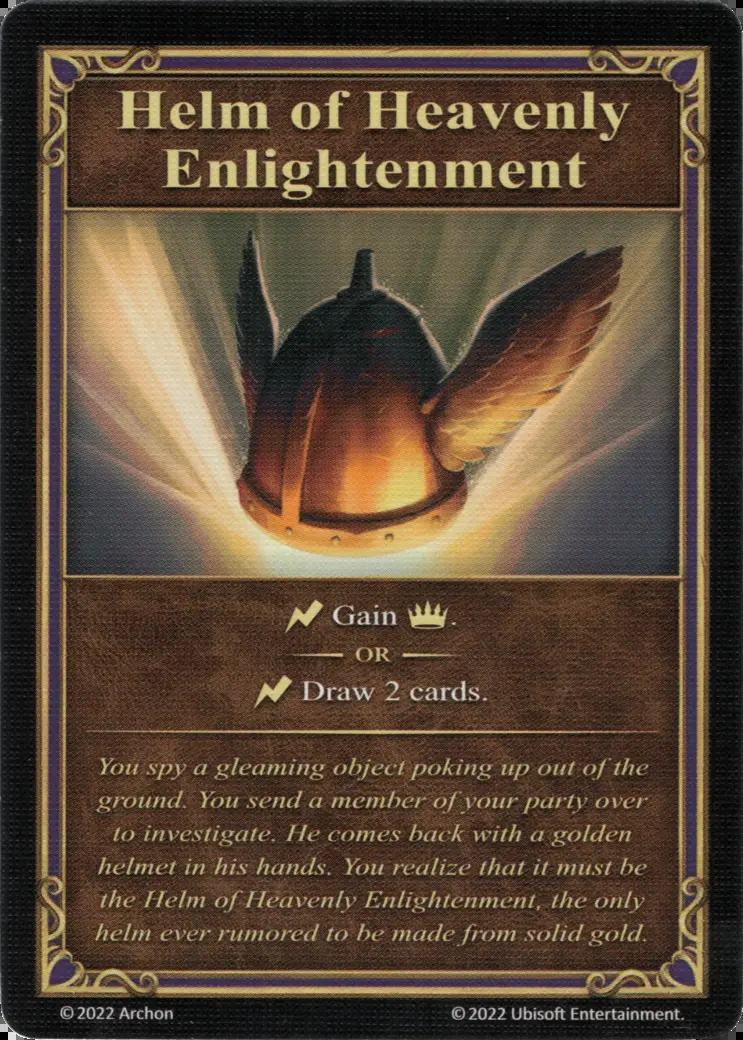 Helm of Heavenly
Enlightenment
Gain .
OR
Draw 2 cards.
You spy a gleaming object poking up out of the
ground. You send a member of your party over
to investigate. He comes back with a golden
helmet in his hands. You realize that it must be
the Helm of Heavenly Enlightenment, the only
helm ever rumored to be made from solid gold.
© 2022 Archon
© 2022 Ubisoft Entertainment.